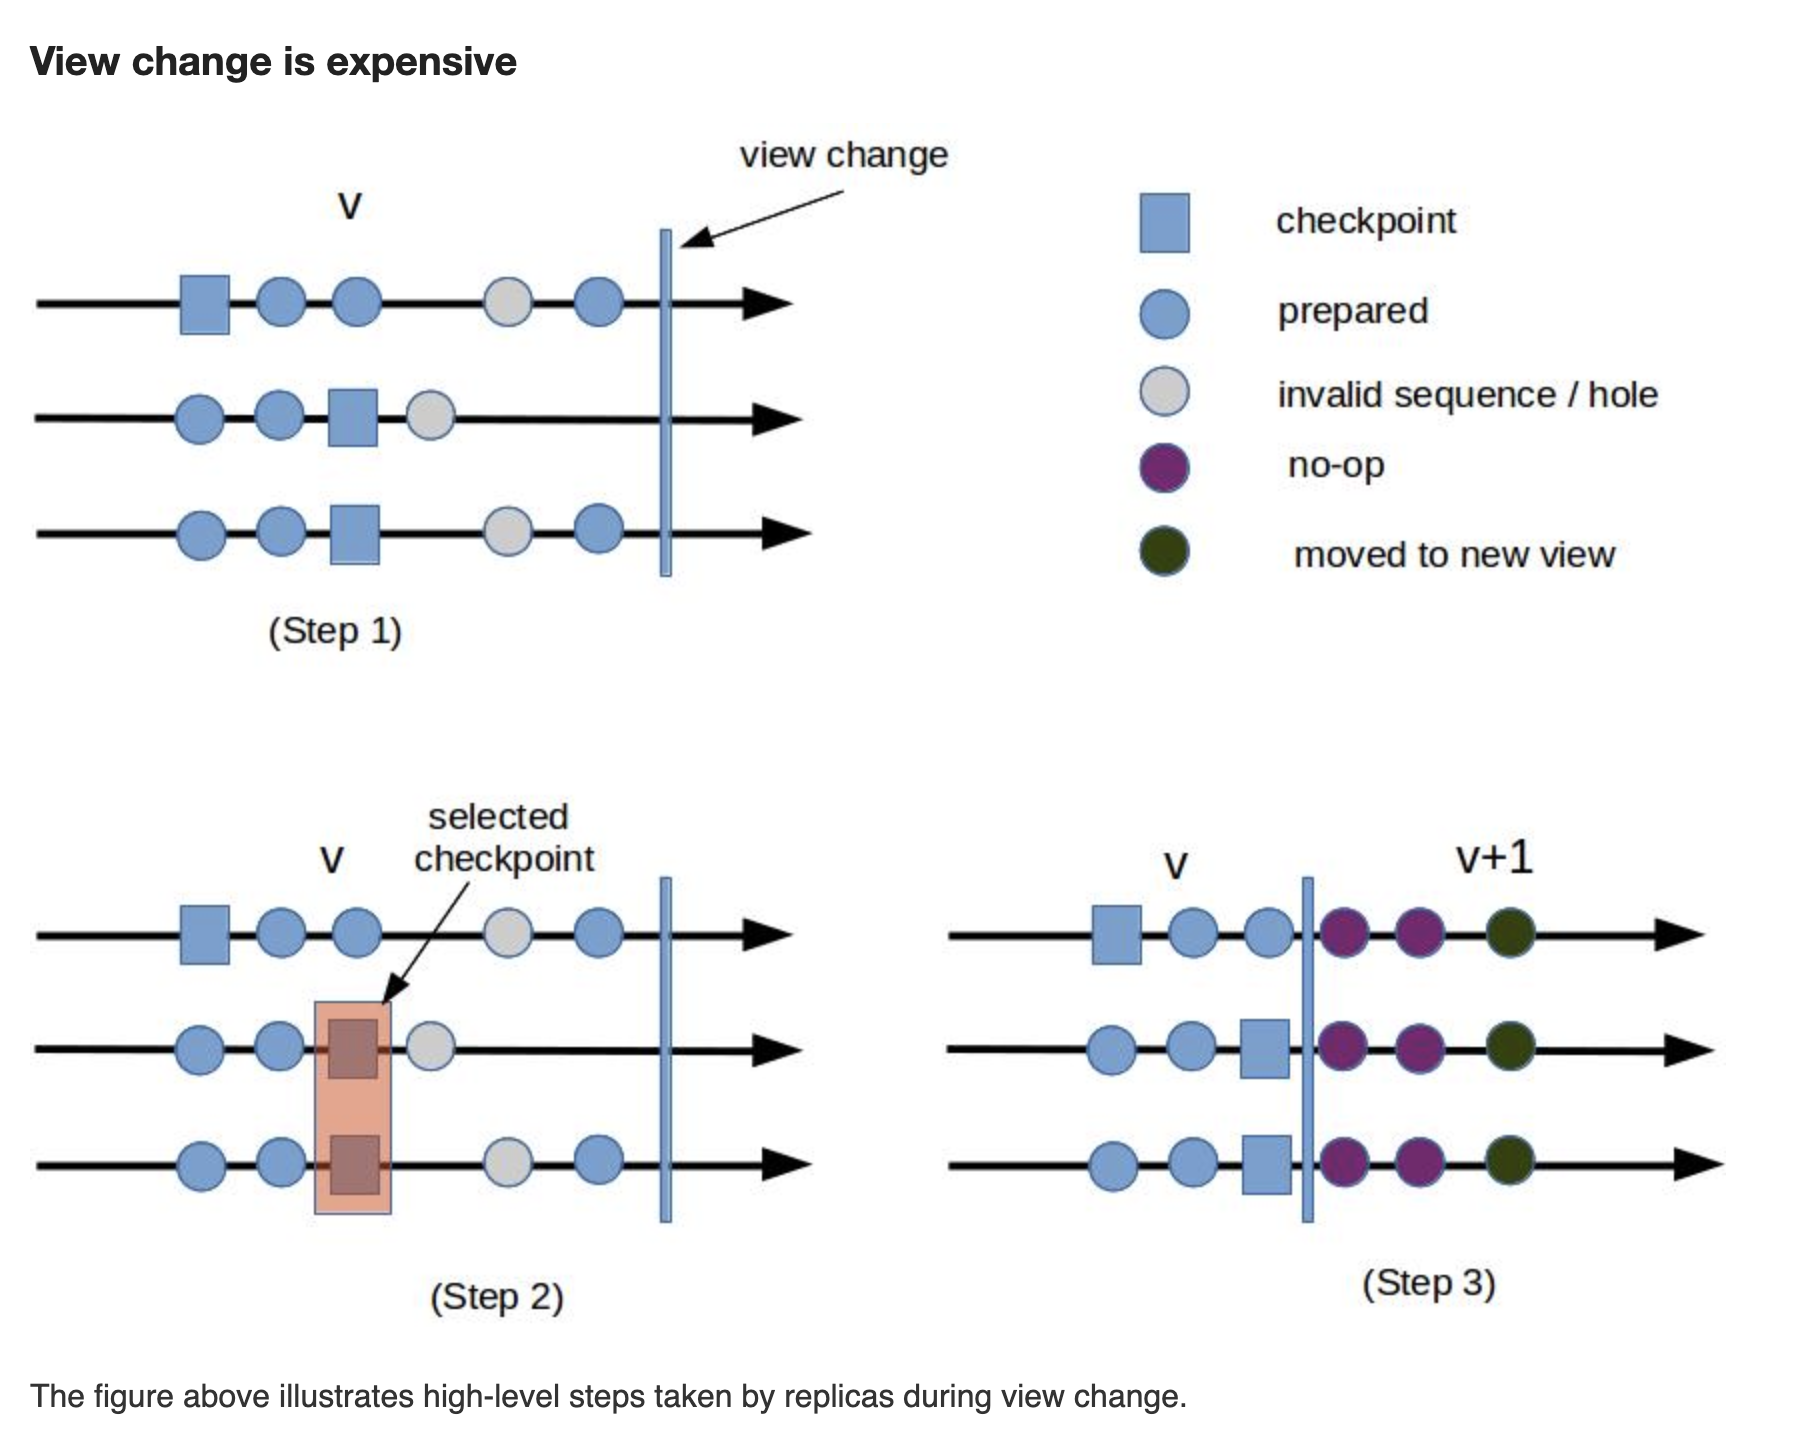 View change is expensive
view change
v
checkpoint
prepared
invalid sequence / hole
no-op
moved to new view
(Step 1)
selected
checkpoint
v
v
v+1
(Step 2)
(Step 3)
The figure above illustrates high-level steps taken by replicas during view change.